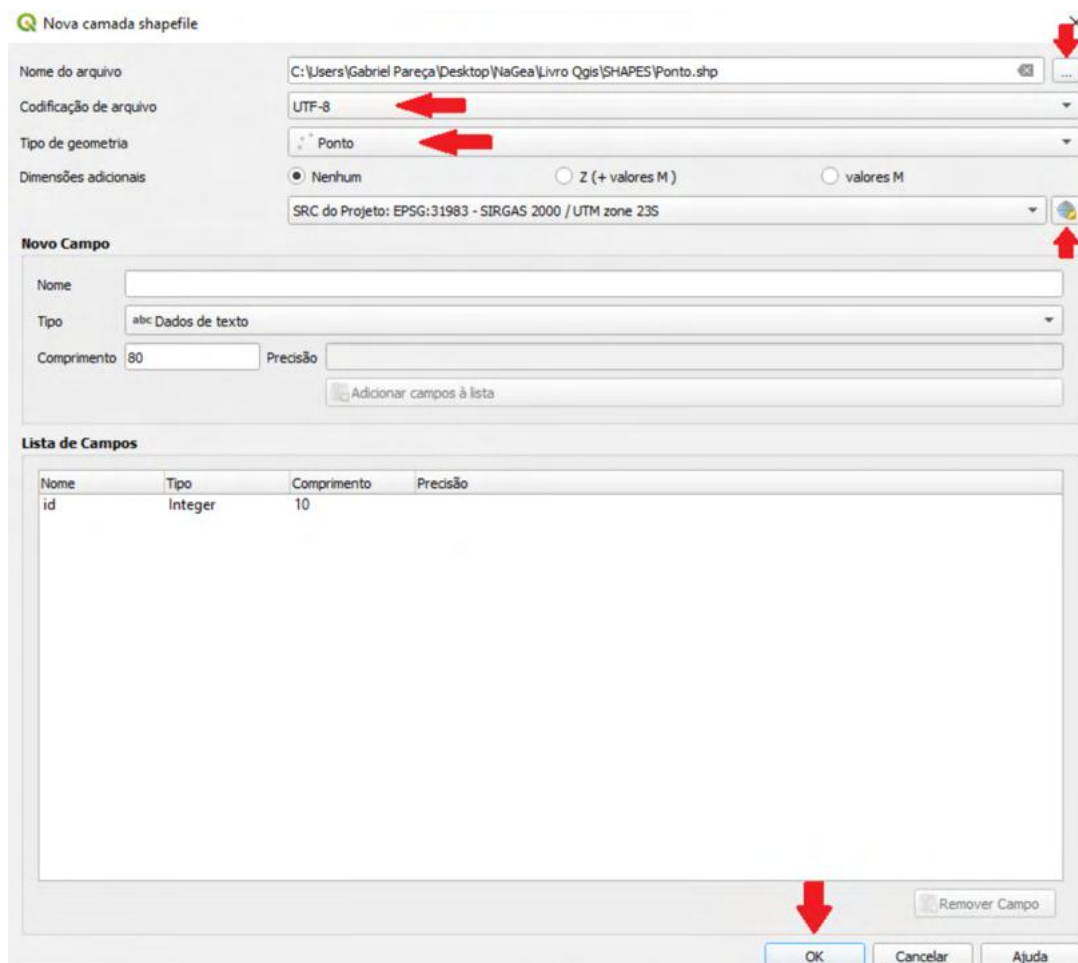 Nova camada shapefile
Nome do arquivo C:\Users\Gabriel Pareça\Desktop\NaGea\Livro Qgis\SHAPES\Ponto.shp ...
Codificação de arquivo UTF-8
Tipo de geometria Ponto
Dimensões adicionais Nenhum Z (+ valores M ) valores M
SRC do Projeto: EPSG:31983 - SIRGAS 2000 / UTM zone 23S
Novo Campo
Nome
Tipo abc Dados de texto
Comprimento 80 Precisão
Adicionar campos à lista
Lista de Campos
Nome Tipo Comprimento Precisão
id Integer 10
Remover Campo
OK Cancelar Ajuda